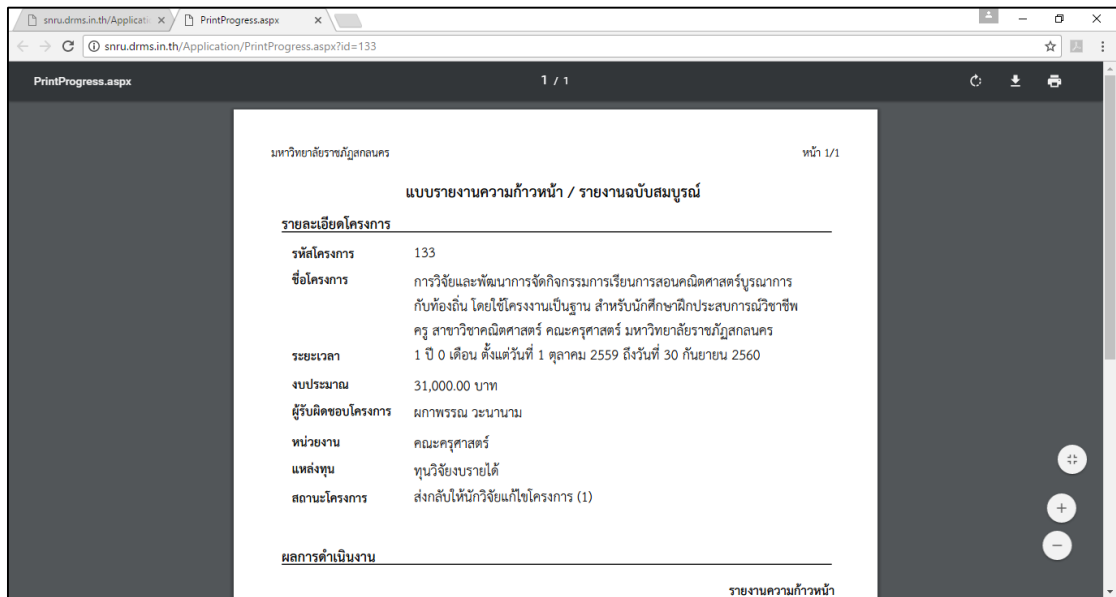 snru.drms.in.th/Applicati
PrintProgress.aspx
snru.drms.in.th/Application/PrintProgress.aspx?id=133
PrintProgress.aspx
1 / 1
มหาวิทยาลัยราชภัฏสกลนคร
หน้า 1/1
แบบรายงานความก้าวหน้า / รายงานฉบับสมบูรณ์
รายละเอียดโครงการ
รหัสโครงการ 133
ชื่อโครงการ การวิจัยและพัฒนาการจัดกิจกรรมการเรียนการสอนคณิตศาสตร์บูรณาการ
กับท้องถิ่น โดยใช้โครงงานเป็นฐาน สำหรับนักศึกษาฝึกประสบการณ์วิชาชีพ
ครู สาขาวิชาคณิตศาสตร์ คณะครุศาสตร์ มหาวิทยาลัยราชภัฏสกลนคร
ระยะเวลา 1 ปี 0 เดือน ตั้งแต่วันที่ 1 ตุลาคม 2559 ถึงวันที่ 30 กันยายน 2560
งบประมาณ 31,000.00 บาท
ผู้รับผิดชอบโครงการ ผกาพรรณ วะนานาม
หน่วยงาน คณะครุศาสตร์
แหล่งทุน ทุนวิจัยงบรายได้
สถานะโครงการ ส่งกลับให้นักวิจัยแก้ไขโครงการ (1)
ผลการดำเนินงาน
รายงานความก้าวหน้า